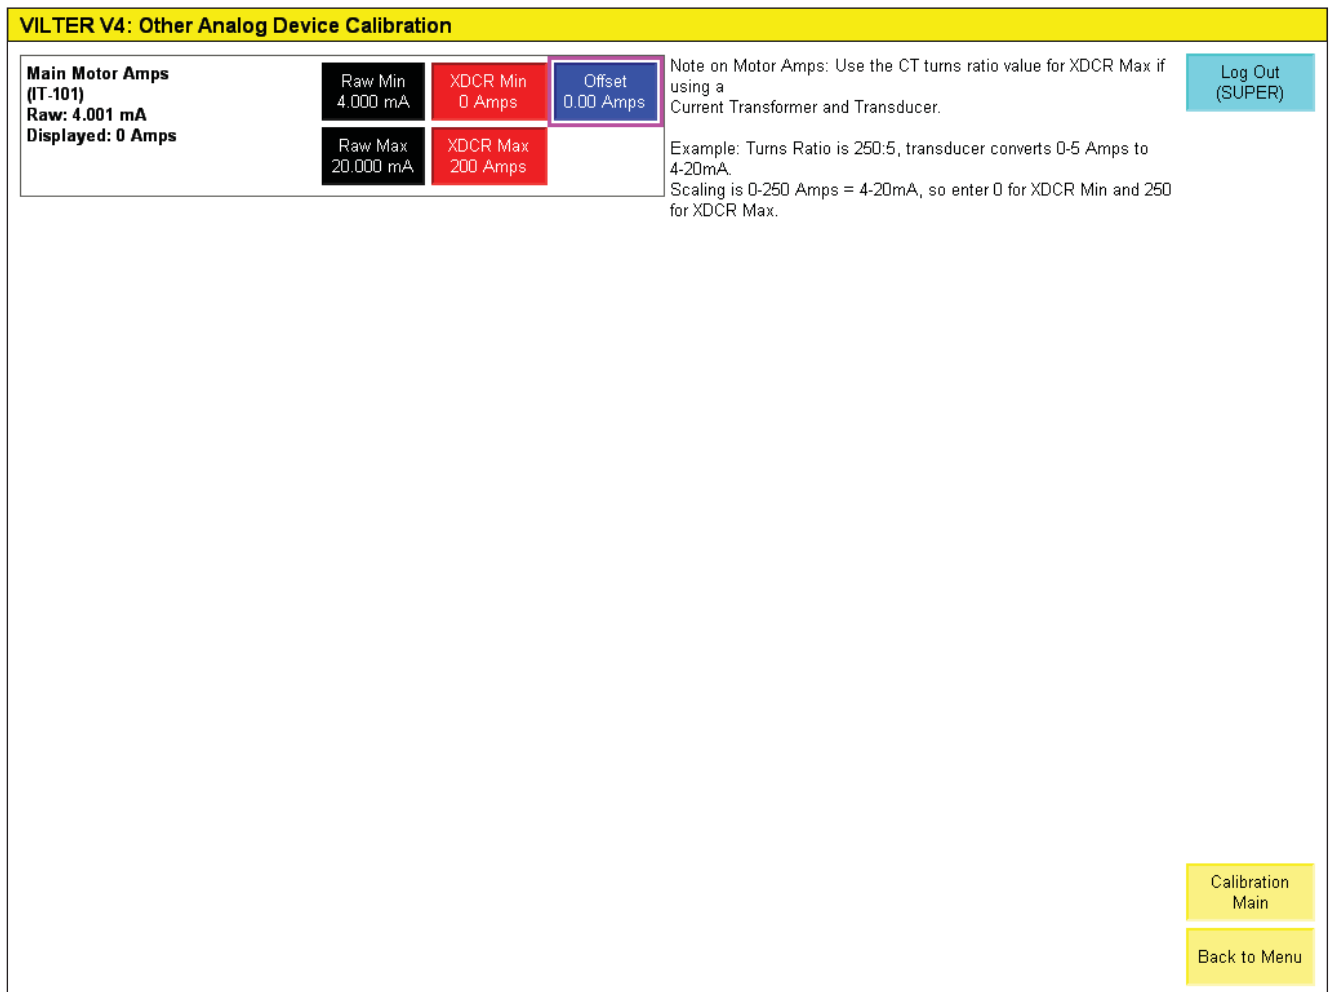 VILTER V4: Other Analog Device Calibration
Main Motor Amps
(IT-101)
Raw: 4.001 mA
Displayed: 0 Amps
Raw Min
4.000 mA
XDCR Min
0 Amps
Offset
0.00 Amps
Raw Max
20.000 mA
XDCR Max
200 Amps
Note on Motor Amps: Use the CT turns ratio value for XDCR Max if
using a
Current Transformer and Transducer.
Example: Turns Ratio is 250:5, transducer converts 0-5 Amps to
4-20mA.
Scaling is 0-250 Amps = 4-20mA, so enter 0 for XDCR Min and 250
for XDCR Max.
Log Out
(SUPER)
Calibration
Main
Back to Menu